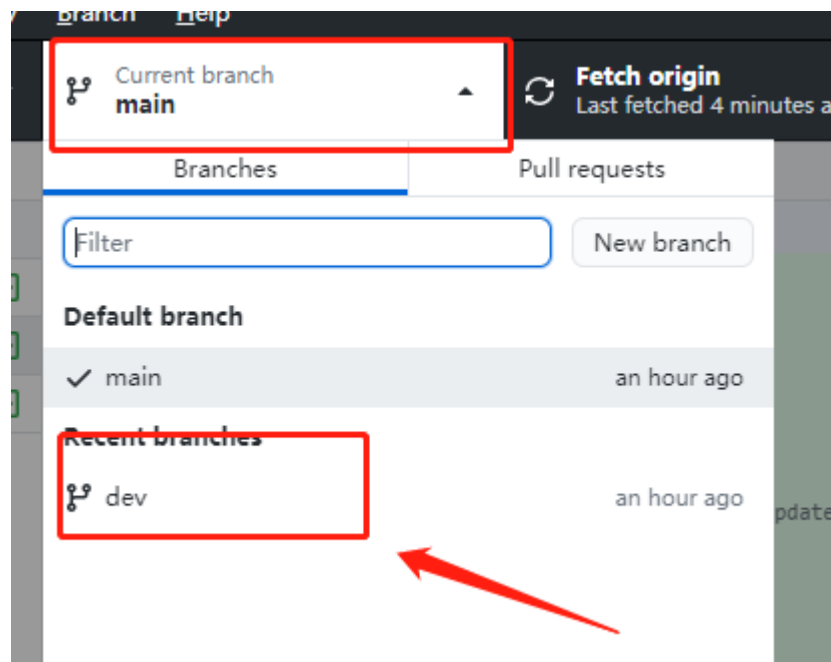 Branch Help
Current branch
main
Fetch origin
Last fetched 4 minutes a
Branches
Pull requests
Filter
New branch
Default branch
main
an hour ago
Recent branches
dev
an hour ago
pdate